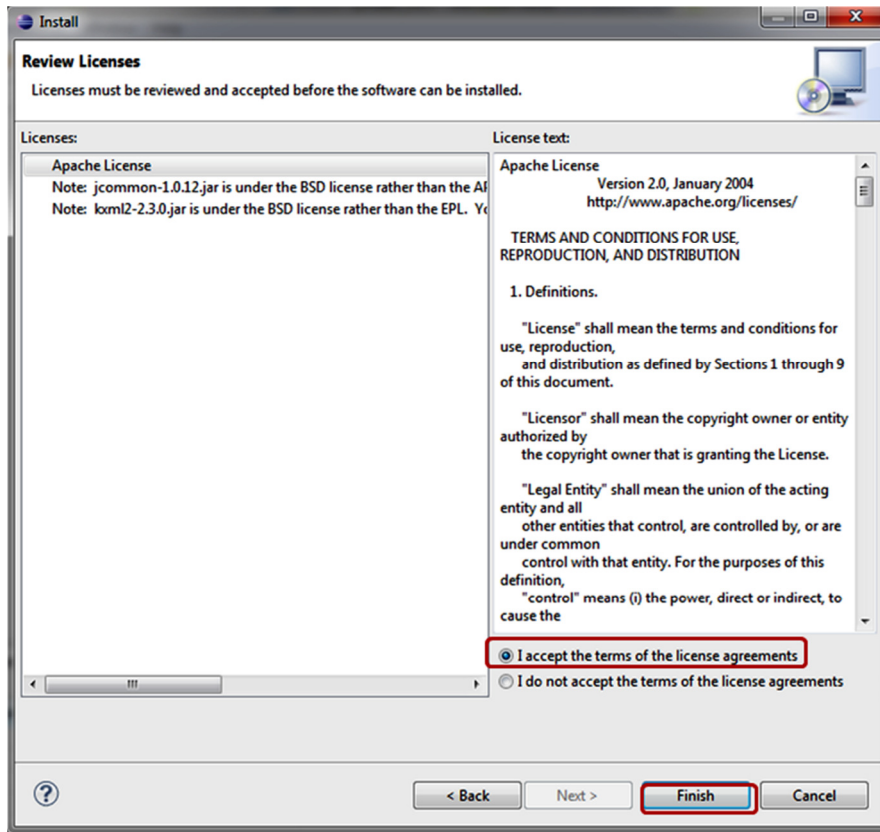 Install
Review Licenses
Licenses must be reviewed and accepted before the software can be installed.
Licenses:
Apache License
Note: jcommon-1.0.12.jar is under the BSD license rather than the
Note: kxml2-2.3.0.jar is under the BSD license rather than the EPL.
License text:
Apache License
Version 2.0, January 2004
http://www.apache.org/licenses/
TERMS AND CONDITIONS FOR USE,
REPRODUCTION, AND DISTRIBUTION
1. Definitions.
"License" shall mean the terms and conditions for
use, reproduction,
and distribution as defined by Sections 1 through 9
of this document.
"Licensor" shall mean the copyright owner or entity
authorized by
the copyright owner that is granting the License.
"Legal Entity" shall mean the union of the acting
entity and all
other entities that control, are controlled by, or are
under common
control with that entity. For the purposes of this
definition,
"control" means (i) the power, direct or indirect, to
cause the
I accept the terms of the license agreements
I do not accept the terms of the license agreements
?
< Back
Next >
Finish
Cancel